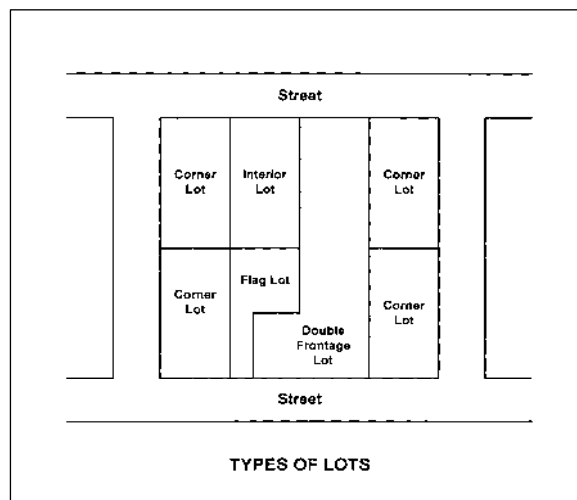 Street
Corner
Lot
Interior
Lot
Corner
Lot
Corner
Lot
Flag Lot
Corner
Lot
Double
Frontage
Lot
Street
TYPES OF LOTS